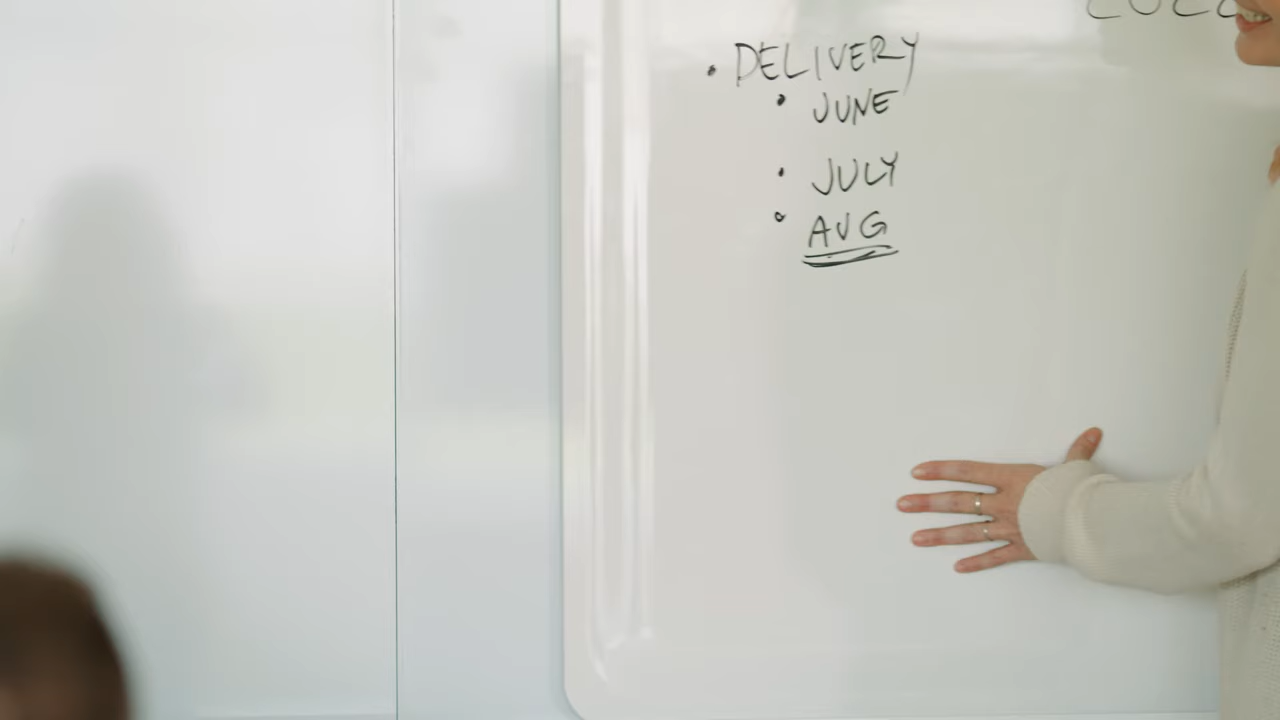 • DELIVERY
• JUNE
• JULY
• AUG